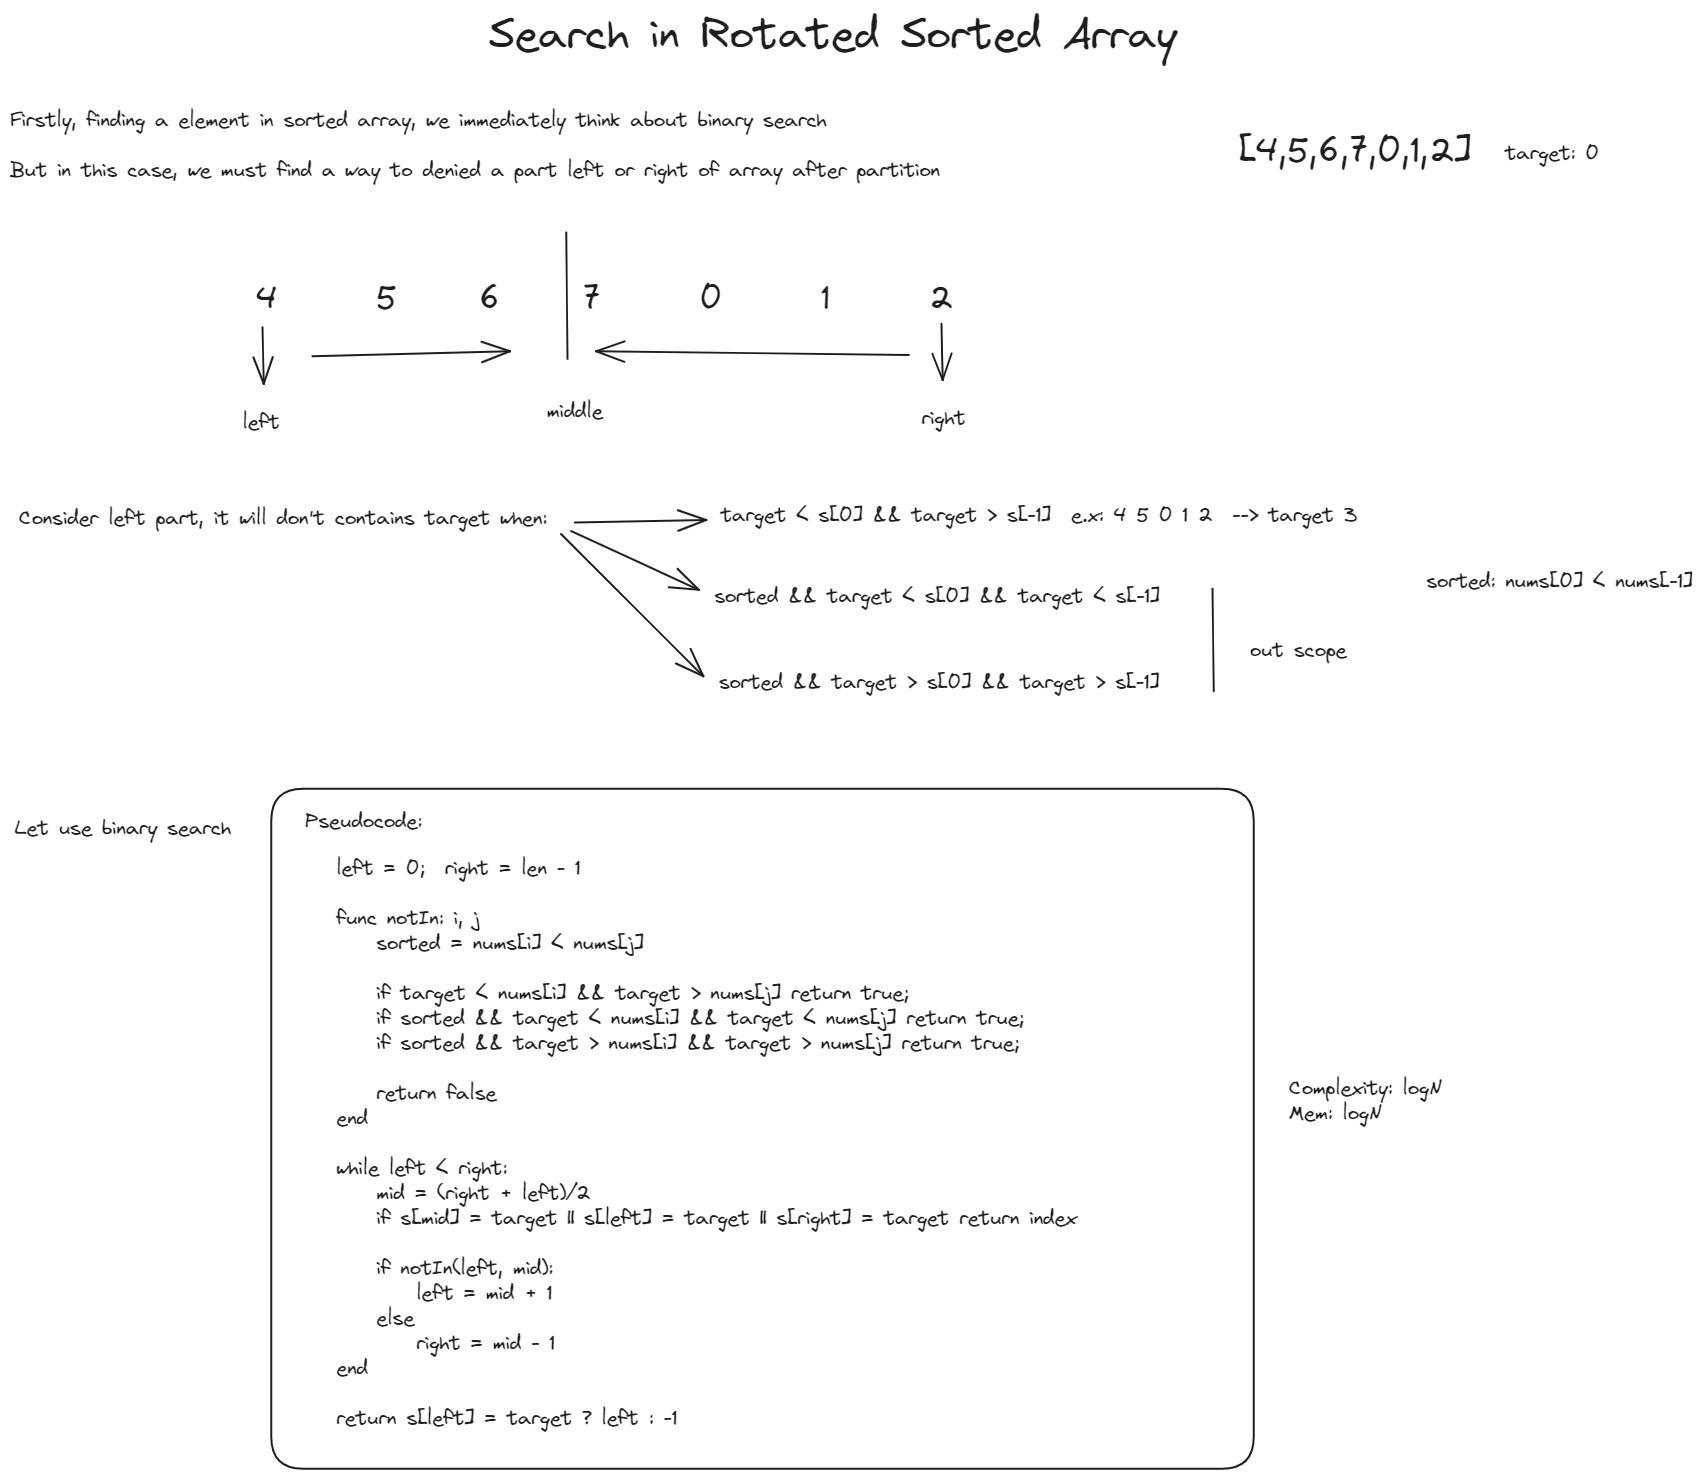 Search in Rotated Sorted Array
Firstly, finding a element in sorted array, we immediately think about binary search
But in this case, we must find a way to denied a part left or right of array after partition
[4,5,6,7,0,1,2] target: 0
4 5 6 7 0 1 2
left middle right
Consider left part, it will don't contains target when:
target < s[0] && target > s[-1] e.x: 4 5 0 1 2 --> target 3
sorted && target < s[0] && target < s[-1]
sorted && target > s[0] && target > s[-1]
out scope
sorted: nums[0] < nums[-1]
Let use binary search
Pseudocode:
left = 0; right = len - 1
func notIn: i, j
sorted = nums[i] < nums[j]
if target < nums[i] && target > nums[j] return true;
if sorted && target < nums[i] && target < nums[j] return true;
if sorted && target > nums[i] && target > nums[j] return true;
return false
end
while left < right:
mid = (right + left)/2
if s[mid] = target || s[left] = target || s[right] = target return index
if notIn(left, mid):
left = mid + 1
else
right = mid - 1
end
return s[left] = target ? left : -1
Complexity: logN
Mem: logN